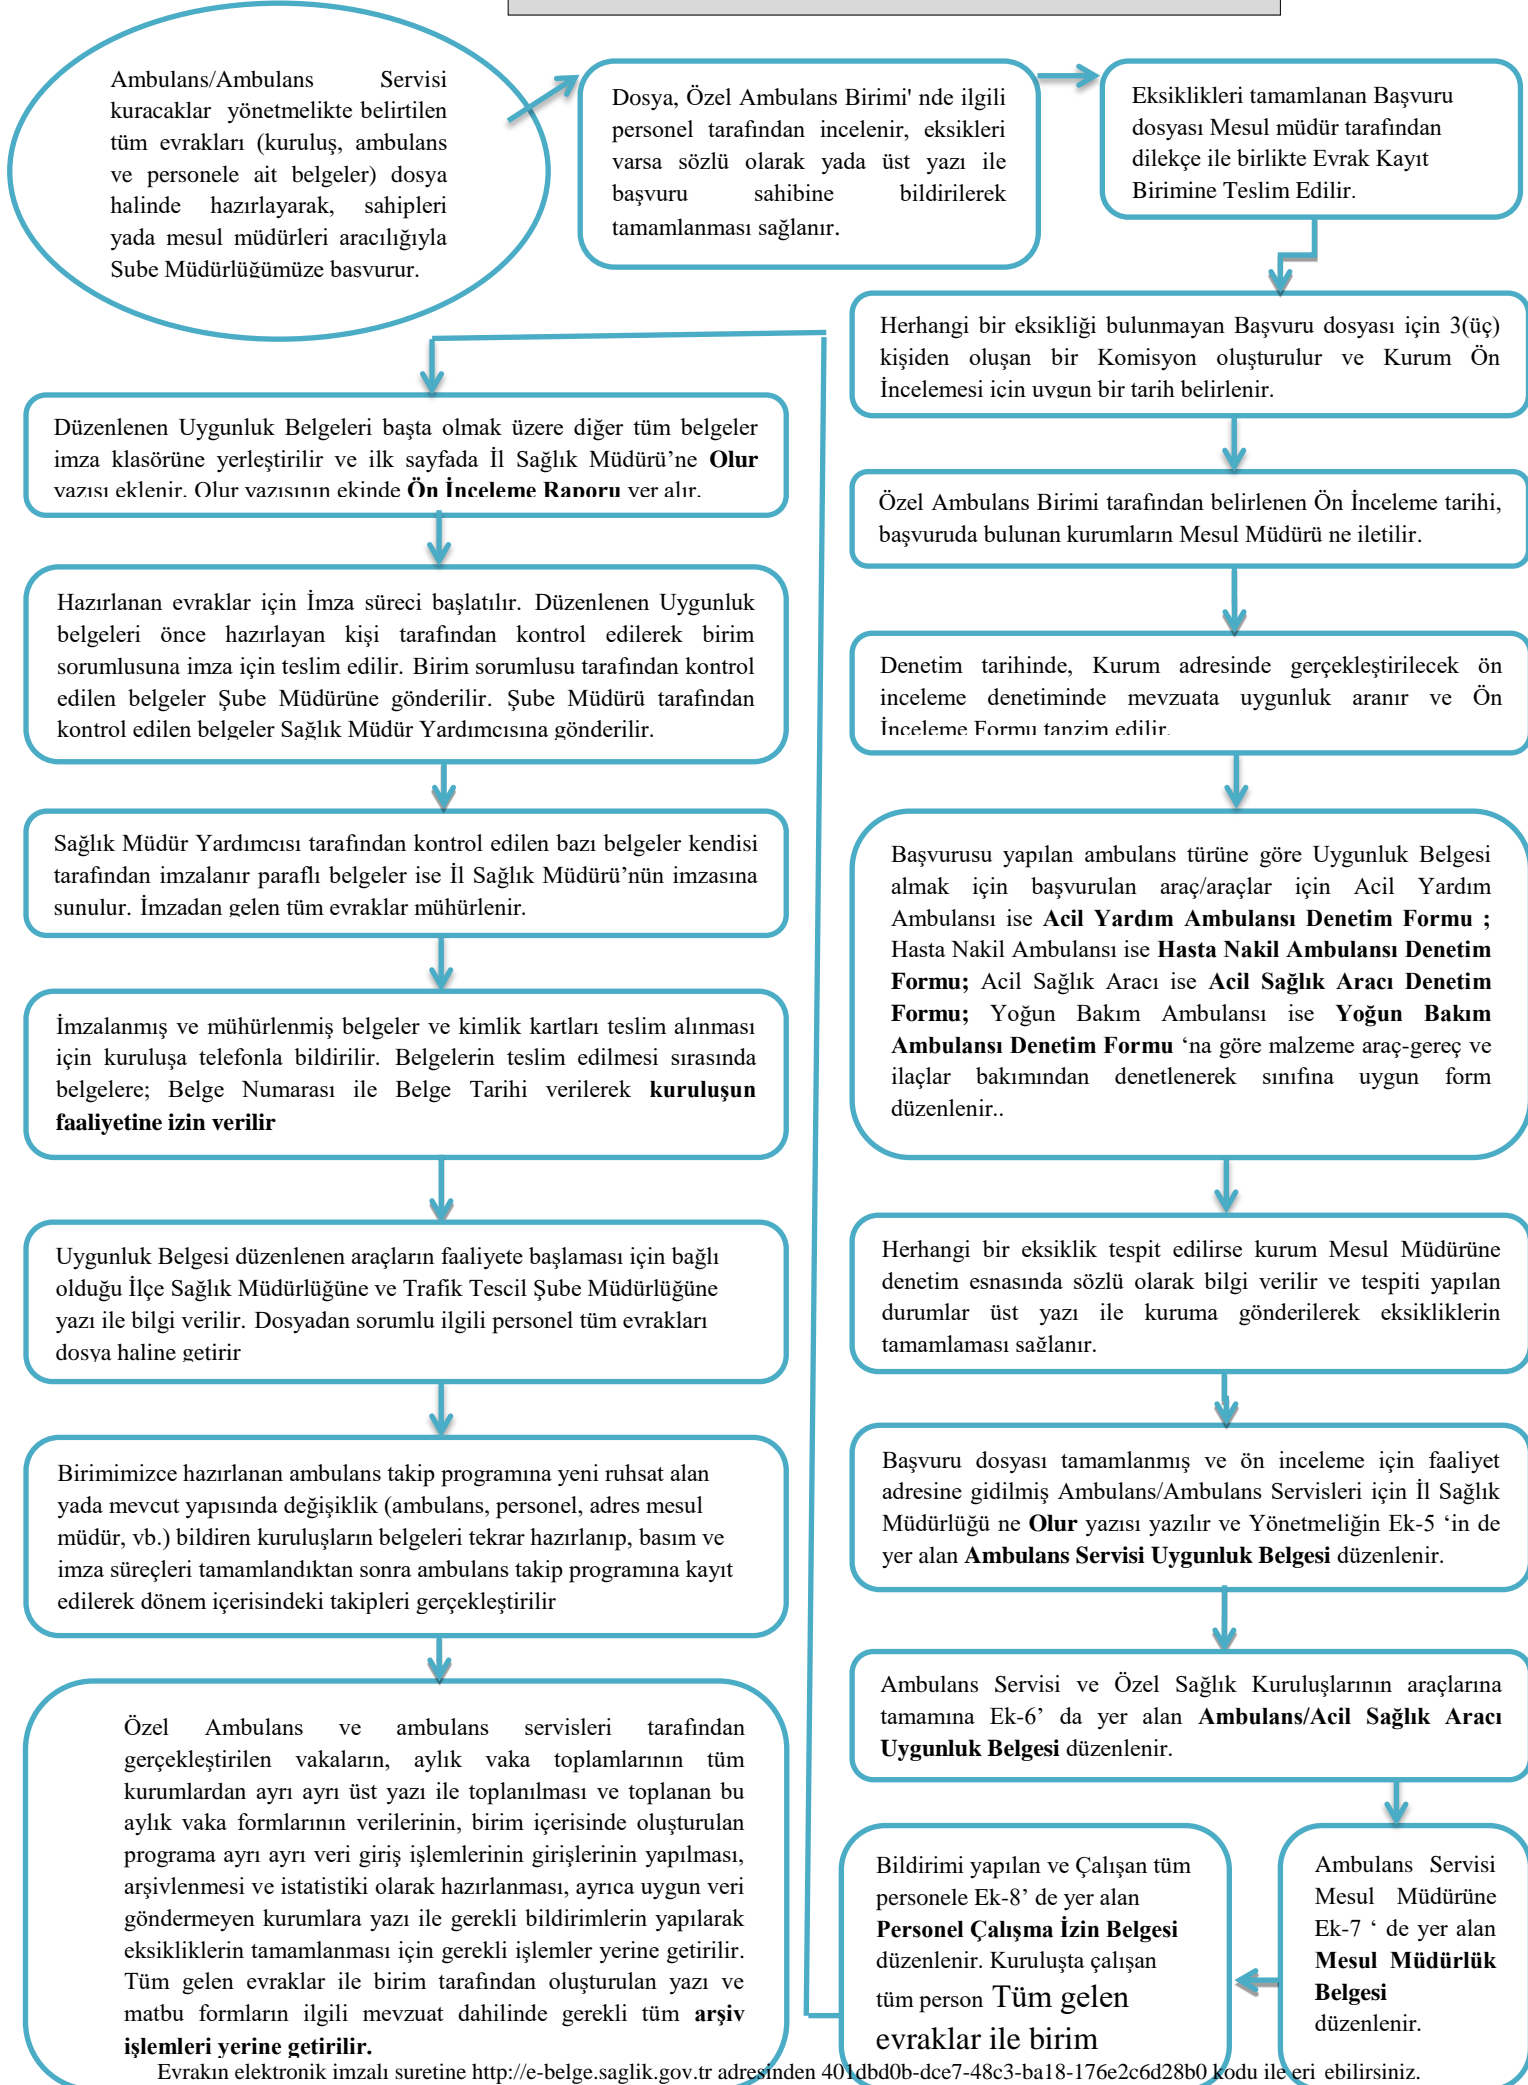 Ambulans/Ambulans Servisi
kuracaklar yönetmelikte belirtilen
tüm evrakları (kuruluş, ambulans
ve personele ait belgeler) dosya
halinde hazırlayarak, sahipleri
yada mesul müdürleri aracılığıyla
Şube Müdürlüğümüze başvurur.
Dosya, Özel Ambulans Birimi' nde ilgili
personel tarafından incelenir, eksikleri
varsa sözlü olarak yada üst yazı ile
başvuru sahibine bildirilerek
tamamlanması sağlanır.
Eksiklikleri tamamlanan Başvuru
dosyası Mesul müdür tarafından
dilekçe ile birlikte Evrak Kayıt
Birimine Teslim Edilir.
Herhangi bir eksikliği bulunmayan Başvuru dosyası için 3(üç)
kişiden oluşan bir Komisyon oluşturulur ve Kurum Ön
İncelemesi için uygun bir tarih belirlenir.
Özel Ambulans Birimi tarafından belirlenen Ön İnceleme tarihi,
başvuruda bulunan kurumların Mesul Müdürü ne iletilir.
Denetim tarihinde, Kurum adresinde gerçekleştirilecek ön
inceleme denetiminde mevzuata uygunluk aranır ve Ön
İnceleme Formu tanzim edilir.
Başvurusu yapılan ambulans türüne göre Uygunluk Belgesi
almak için başvurulan araç/araçlar için Acil Yardım
Ambulansı ise Acil Yardım Ambulansı Denetim Formu ;
Hasta Nakil Ambulansı ise Hasta Nakil Ambulansı Denetim
Formu; Acil Sağlık Aracı ise Acil Sağlık Aracı Denetim
Formu; Yoğun Bakım Ambulansı ise Yoğun Bakım
Ambulansı Denetim Formu ‘na göre malzeme araç-gereç ve
ilaçlar bakımından denetlenerek sınıfına uygun form
düzenlenir..
Herhangi bir eksiklik tespit edilirse kurum Mesul Müdürüne
denetim esnasında sözlü olarak bilgi verilir ve tespiti yapılan
durumlar üst yazı ile kuruma gönderilerek eksikliklerin
tamamlaması sağlanır.
Başvuru dosyası tamamlanmış ve ön inceleme için faaliyet
adresine gidilmiş Ambulans/Ambulans Servisleri için İl Sağlık
Müdürlüğü ne Olur yazısı yazılır ve Yönetmeliğin Ek-5 ‘in de
yer alan Ambulans Servisi Uygunluk Belgesi düzenlenir.
Ambulans Servisi ve Özel Sağlık Kuruluşlarının araçlarına
tamamına Ek-6’ da yer alan Ambulans/Acil Sağlık Aracı
Uygunluk Belgesi düzenlenir.
Ambulans Servisi
Mesul Müdürüne
Ek-7 ‘ de yer alan
Mesul Müdürlük
Belgesi
düzenlenir.
Bildirimi yapılan ve Çalışan tüm
personele Ek-8’ de yer alan
Personel Çalışma İzin Belgesi
düzenlenir. Kuruluşta çalışan
tüm person Tüm gelen
evraklar ile birim
Düzenlenen Uygunluk Belgeleri başta olmak üzere diğer tüm belgeler
imza klasörüne yerleştirilir ve ilk sayfada İl Sağlık Müdürü’ne Olur
yazısı eklenir. Olur yazısının ekinde Ön İnceleme Raporu yer alır.
Hazırlanan evraklar için İmza süreci başlatılır. Düzenlenen Uygunluk
belgeleri önce hazırlayan kişi tarafından kontrol edilerek birim
sorumlusuna imza için teslim edilir. Birim sorumlusu tarafından kontrol
edilen belgeler Şube Müdürüne gönderilir. Şube Müdürü tarafından
kontrol edilen belgeler Sağlık Müdür Yardımcısına gönderilir.
Sağlık Müdür Yardımcısı tarafından kontrol edilen bazı belgeler kendisi
tarafından imzalanır paraflı belgeler ise İl Sağlık Müdürü’nün imzasına
sunulur. İmzadan gelen tüm evraklar mühürlenir.
İmzalanmış ve mühürlenmiş belgeler ve kimlik kartları teslim alınması
için kuruluşa telefonla bildirilir. Belgelerin teslim edilmesi sırasında
belgelere; Belge Numarası ile Belge Tarihi verilerek kuruluşun
faaliyetine izin verilir
Uygunluk Belgesi düzenlenen araçların faaliyete başlaması için bağlı
olduğu İlçe Sağlık Müdürlüğüne ve Trafik Tescil Şube Müdürlüğüne
yazı ile bilgi verilir. Dosyadan sorumlu ilgili personel tüm evrakları
dosya haline getirir
Birimimizce hazırlanan ambulans takip programına yeni ruhsat alan
yada mevcut yapısında değişiklik (ambulans, personel, adres mesul
müdür, vb.) bildiren kuruluşların belgeleri tekrar hazırlanıp, basım ve
imza süreçleri tamamlandıktan sonra ambulans takip programına kayıt
edilerek dönem içerisindeki takipleri gerçekleştirilir
Özel Ambulans ve ambulans servisleri tarafından
gerçekleştirilen vakaların, aylık vaka toplamlarının tüm
kurumlardan ayrı ayrı üst yazı ile toplanılması ve toplanan bu
aylık vaka formlarının verilerinin, birim içerisinde oluşturulan
programa ayrı ayrı veri giriş işlemlerinin girişlerinin yapılması,
arşivlenmesi ve istatistiki olarak hazırlanması, ayrıca uygun veri
göndermeyen kurumlara yazı ile gerekli bildirimlerin yapılarak
eksikliklerin tamamlanması için gerekli işlemler yerine getirilir.
Tüm gelen evraklar ile birim tarafından oluşturulan yazı ve
matbu formların ilgili mevzuat dahilinde gerekli tüm arşiv
işlemleri yerine getirilir.
Evrakın elektronik imzalı suretine http://e-belge.saglik.gov.tr adresinden 401dbd0b-dce7-48c3-ba18-176e2c6d28b0 kodu ile eri ebilirsiniz.